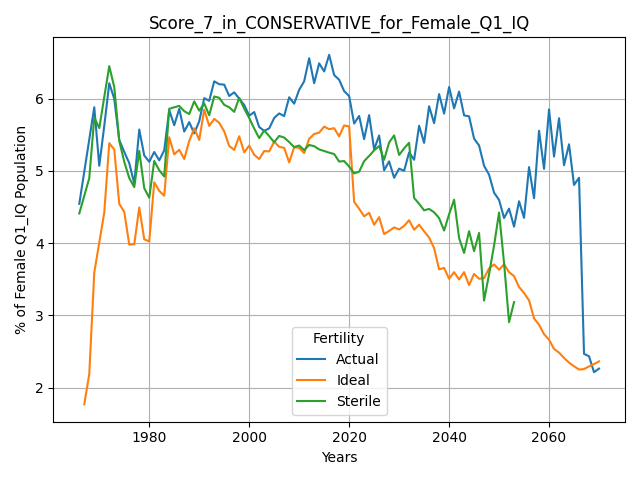 Score_7_in_CONSERVATIVE_for_Female_Q1_IQ
% of Female Q1_IQ Population
6
5
4
3
2
Fertility
Actual
Ideal
Sterile
1980
2000
2020
2040
2060
Years